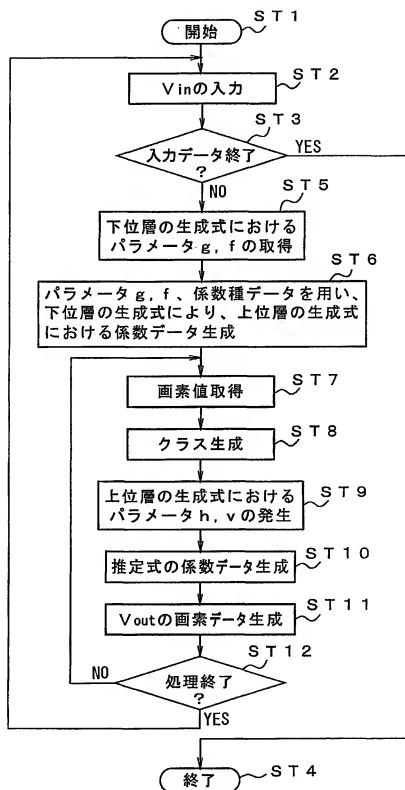 ST1
開始
ST2
Vinの入力
ST3
入力データ終了
?
YES
NO
ST5
下位層の生成式における
パラメータg, fの取得
ST6
パラメータg, f、係数種データを用い、
下位層の生成式により、上位層の生成式
における係数データ生成
ST7
画素値取得
ST8
クラス生成
ST9
上位層の生成式における
パラメータh, vの発生
ST10
推定式の係数データ生成
ST11
Voutの画素データ生成
ST12
NO
処理終了
?
YES
ST4
終了